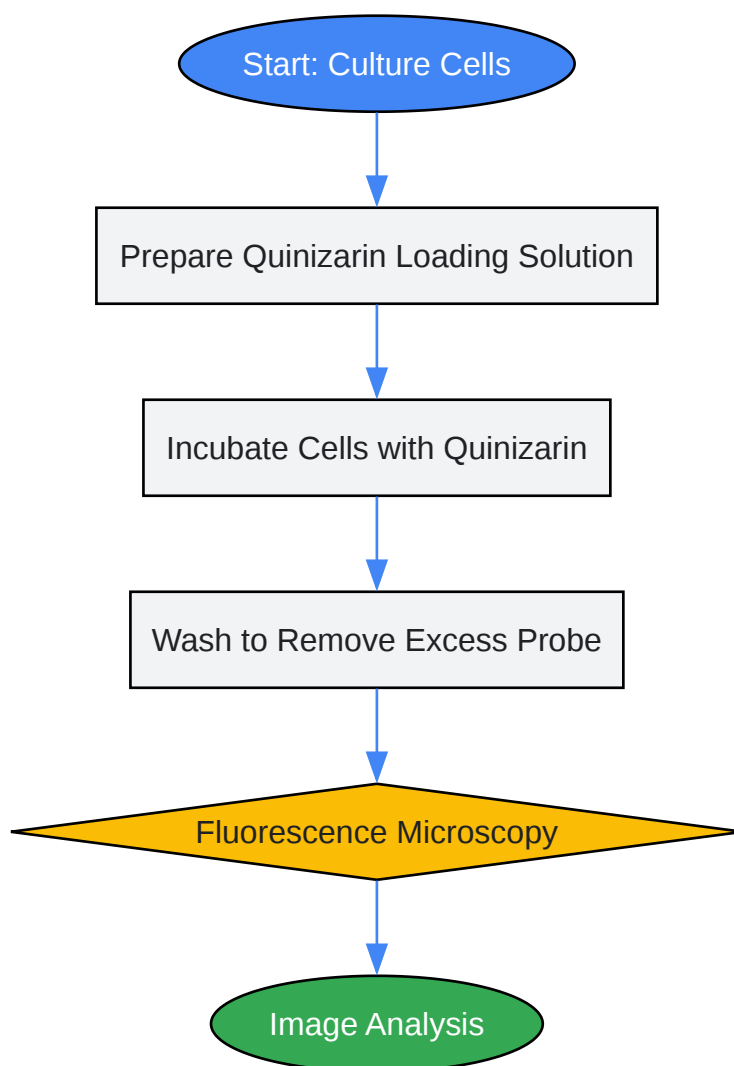 Start: Culture Cells
Prepare Quinizarin Loading Solution
Incubate Cells with Quinizarin
Wash to Remove Excess Probe
Fluorescence Microscopy
Image Analysis